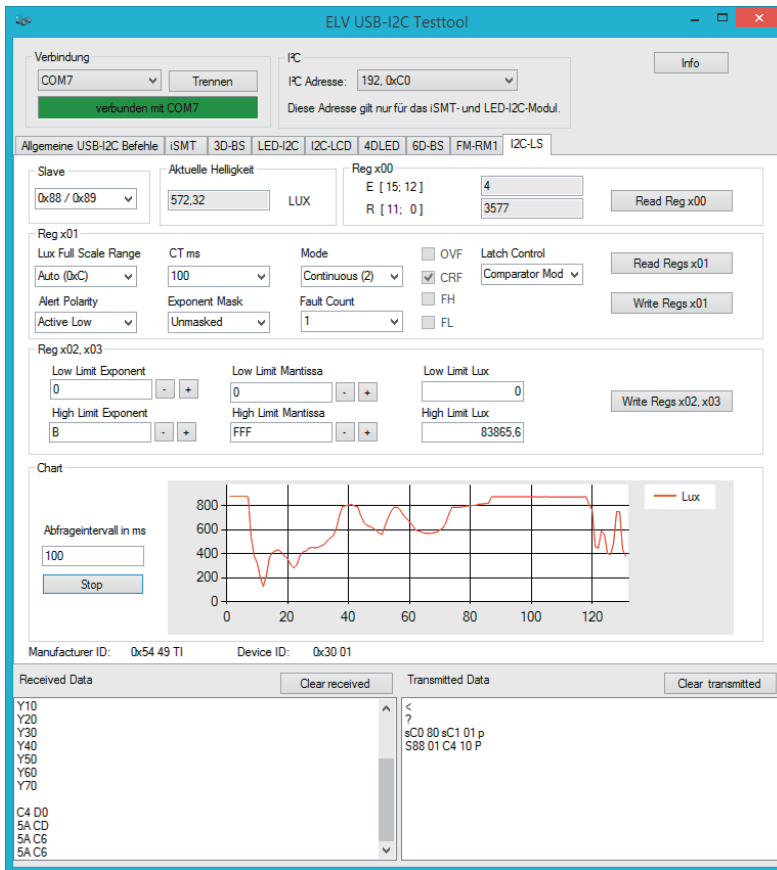 ELV USB-I2C Testtool
Verbindung
COM7
Trennen
verbunden mit COM7
I²C
I²C Adresse: 192, 0xC0
Diese Adresse gilt nur für das iSMT- und LED-I2C-Modul.
Info
Allgemeine USB-I2C Befehle iSMT 3D-BS LED-I2C I2C-LCD 4DLED 6D-BS FM-RM1 I2C-LS
Slave
0x88 / 0x89
Aktuelle Helligkeit
572,32 LUX
Reg x00
E [ 15; 12 ] 4
R [ 11; 0 ] 3577
Read Reg x00
Reg x01
Lux Full Scale Range CT ms Mode OVF Latch Control
Auto (0xC) 100 Continuous (2) CRF Comparator Mod Read Regs x01
Alert Polarity Exponent Mask Fault Count FH Write Regs x01
Active Low Unmasked 1 FL
Reg x02, x03
Low Limit Exponent Low Limit Mantissa Low Limit Lux
0 - + 0 - + 0
High Limit Exponent High Limit Mantissa High Limit Lux Write Regs x02, x03
B - + FFF - + 83865,6
Chart
Abfrageintervall in ms
100
Stop
800
600
400
200
0
0 20 40 60 80 100 120
Lux
Manufacturer ID: 0x54 49 TI Device ID: 0x30 01
Received Data Clear received
Y10
Y20
Y30
Y40
Y50
Y60
Y70
C4 D0
5A CD
5A C6
5A C6
Transmitted Data Clear transmitted
<
?
sC0 80 sC1 01 p
S88 01 C4 10 P